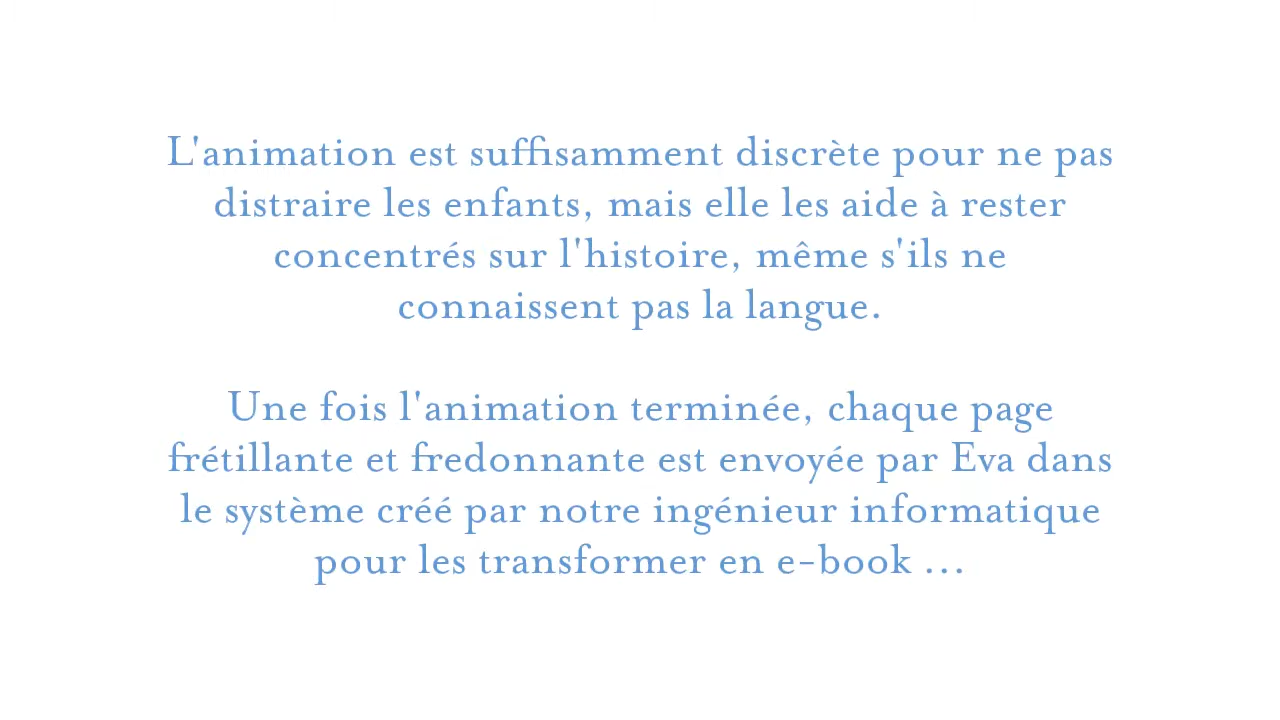 L'animation est suffisamment discrète pour ne pas
distraire les enfants, mais elle les aide à rester
concentrés sur l'histoire, même s'ils ne
connaissent pas la langue.
Une fois l'animation terminée, chaque page
frétillante et fredonnante est envoyée par Eva dans
le système créé par notre ingénieur informatique
pour les transformer en e-book ...